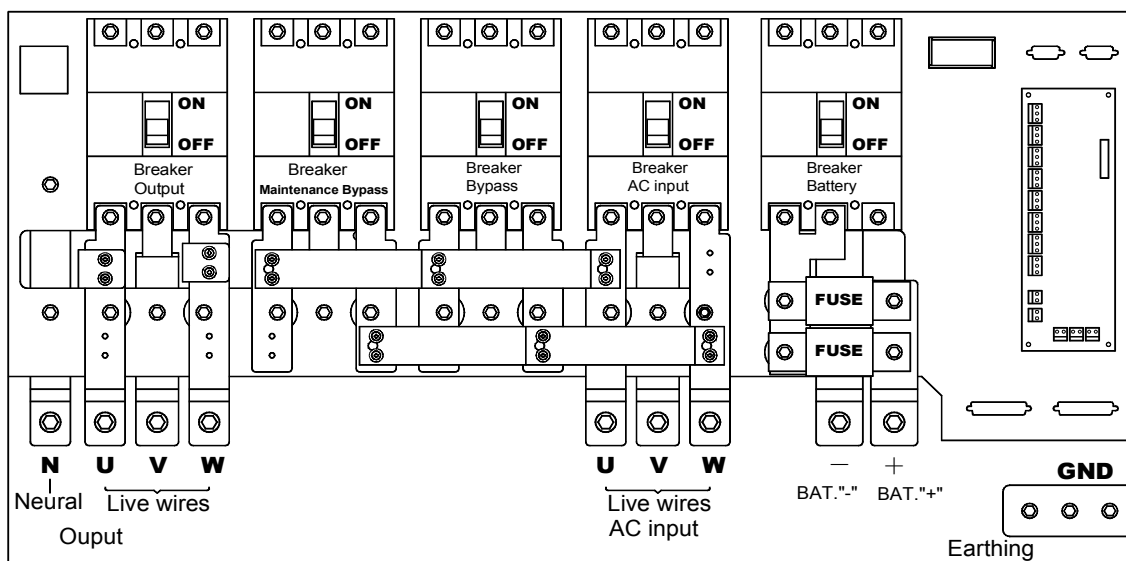 ON ON ON ON ON
OFF OFF OFF OFF OFF
Breaker Breaker Breaker Breaker Breaker
Output Maintenance Bypass Bypass AC input Battery
FUSE
FUSE
N U V W U V W — + GND
Neural Live wires Live wires BAT."-" BAT."+"
Ouput AC input Earthing